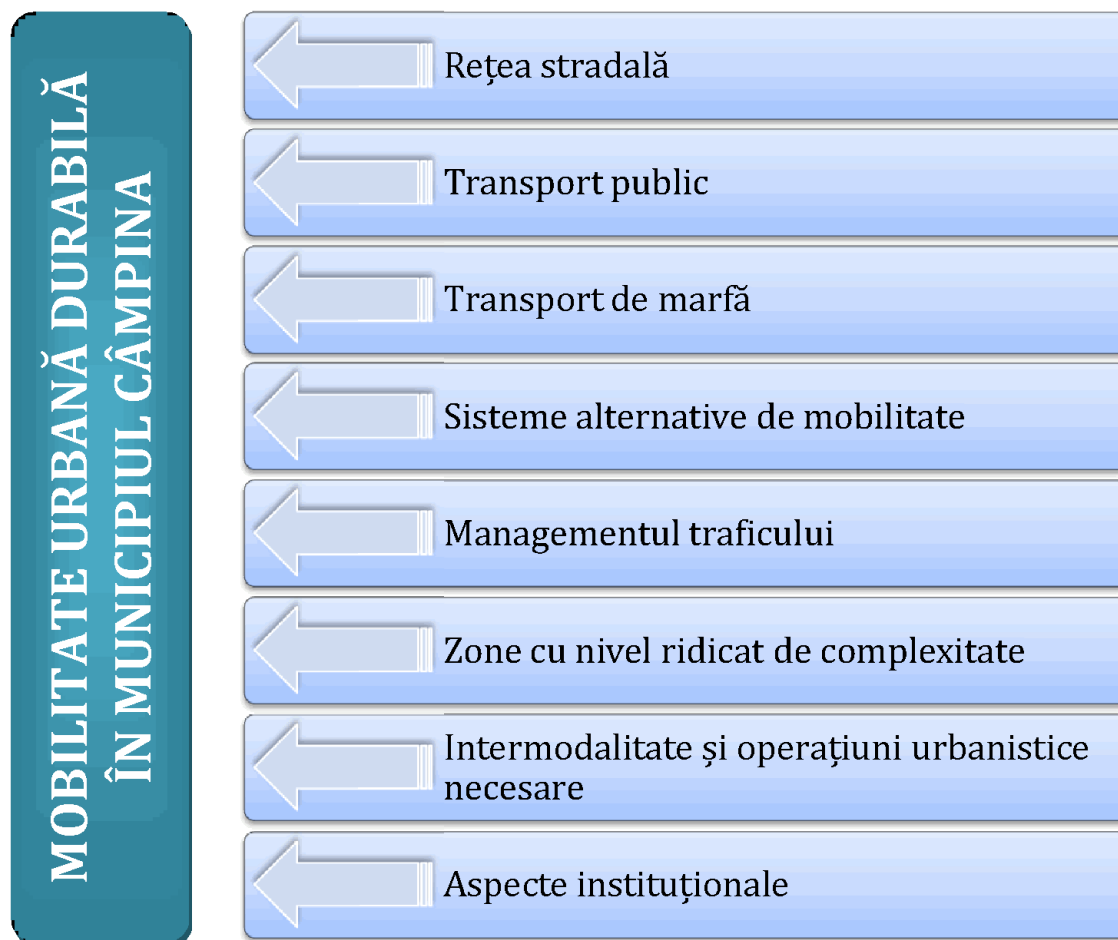 MOBILITATE URBANĂ DURABILĂ
ÎN MUNICIPIUL CÂMPINA
Rețea stradală
Transport public
Transport de marfă
Sisteme alternative de mobilitate
Managementul traficului
Zone cu nivel ridicat de complexitate
Intermodalitate și operațiuni urbanistice
necesare
Aspecte instituționale